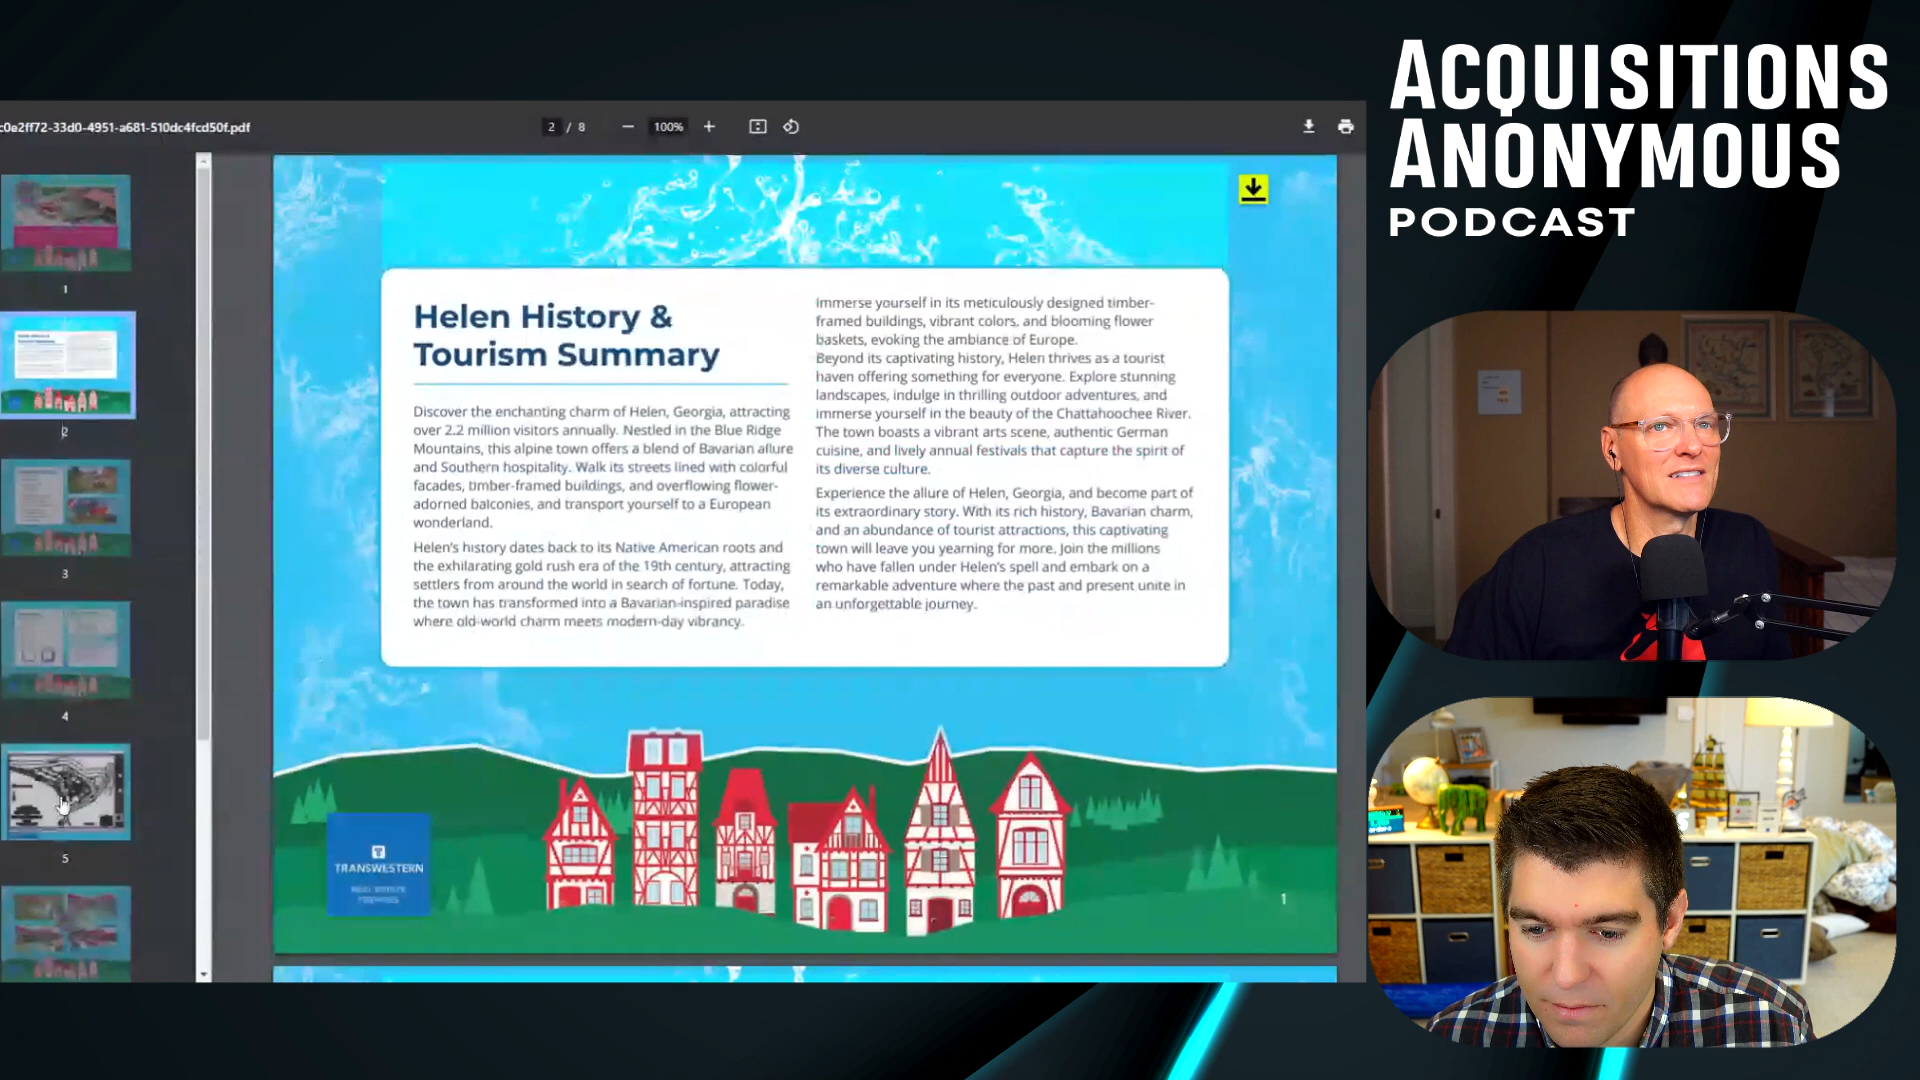 ACQUISITIONS
ANONYMOUS
PODCAST
c0e2ff72-33d0-4951-a681-510dc4fcd50f.pdf
2 / 8
100%
Helen History &
Tourism Summary
Discover the enchanting charm of Helen, Georgia, attracting
over 2.2 million visitors annually. Nestled in the Blue Ridge
Mountains, this alpine town offers a blend of Bavarian allure
and Southern hospitality. Walk its streets lined with colorful
facades, timber-framed buildings, and overflowing flower-
adorned balconies, and transport yourself to a European
wonderland.
Helen's history dates back to its Native American roots and
the exhilarating gold rush era of the 19th century, attracting
settlers from around the world in search of fortune. Today,
the town has transformed into a Bavarian-inspired paradise
where old-world charm meets modern-day vibrancy.
Immerse yourself in its meticulously designed timber-
framed buildings, vibrant colors, and blooming flower
baskets, evoking the ambiance of Europe.
Beyond its captivating history, Helen thrives as a tourist
haven offering something for everyone. Explore stunning
landscapes, indulge in thrilling outdoor adventures, and
immerse yourself in the beauty of the Chattahoochee River.
The town boasts a vibrant arts scene, authentic German
cuisine, and lively annual festivals that capture the spirit of
its diverse culture.
Experience the allure of Helen, Georgia, and become part of
its extraordinary story. With its rich history, Bavarian charm,
and an abundance of tourist attractions, this captivating
town will leave you yearning for more. Join the millions
who have fallen under Helen's spell and embark on a
remarkable adventure where the past and present unite in
an unforgettable journey.
TRANSWESTERN
1
1
2
3
4
5